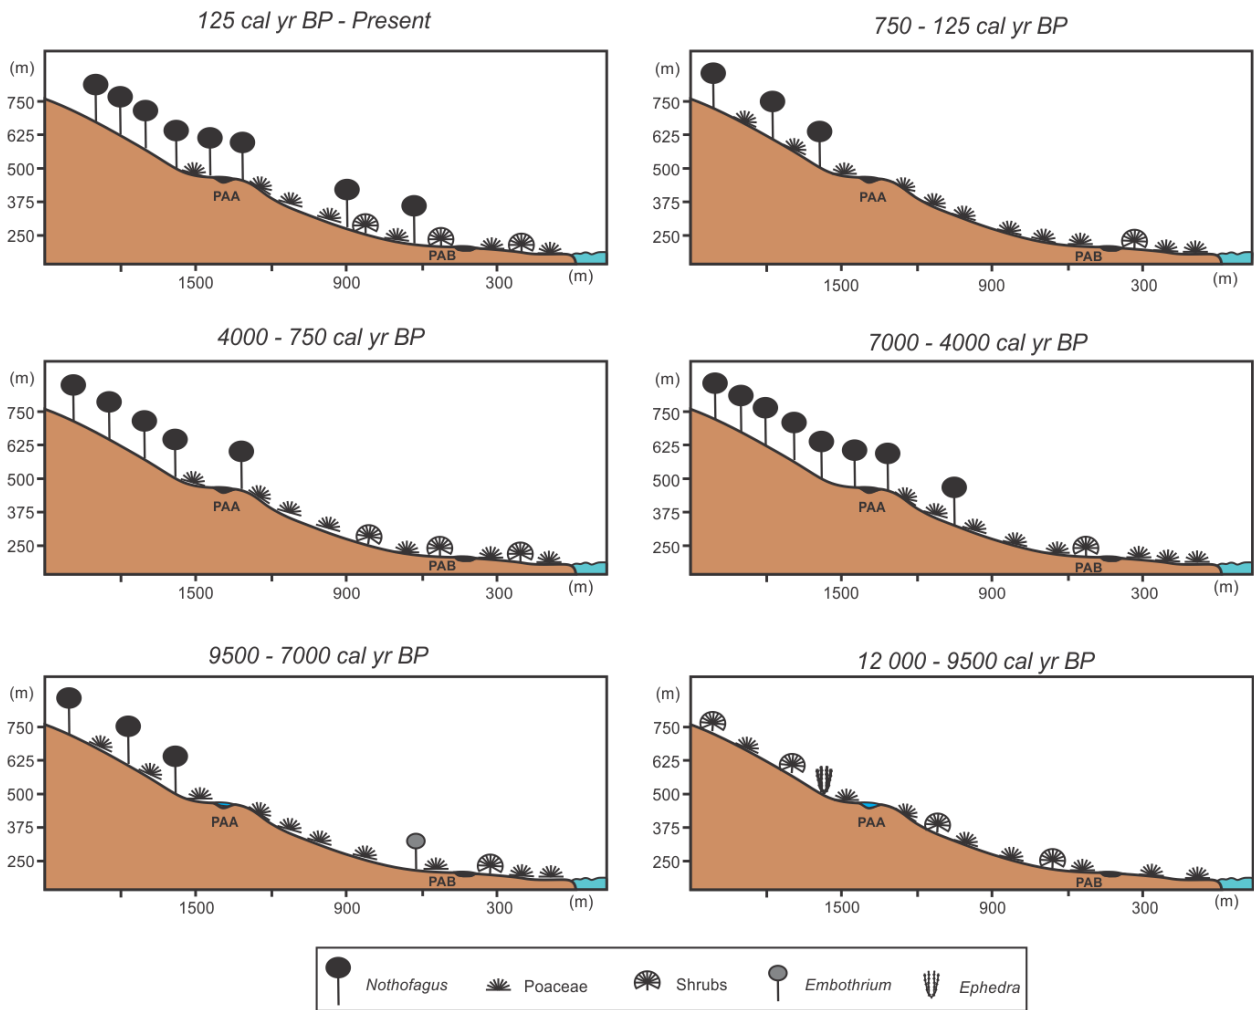 125 cal yr BP - Present
(m)
750
625
500
375
250
PAA
PAB
1500
900
300
(m)
750 - 125 cal yr BP
(m)
750
625
500
375
250
PAA
PAB
1500
900
300
(m)
4000 - 750 cal yr BP
(m)
750
625
500
375
250
PAA
PAB
1500
900
300
(m)
7000 - 4000 cal yr BP
(m)
750
625
500
375
250
PAA
PAB
1500
900
300
(m)
9500 - 7000 cal yr BP
(m)
750
625
500
375
250
PAA
PAB
1500
900
300
(m)
12 000 - 9500 cal yr BP
(m)
750
625
500
375
250
PAA
PAB
1500
900
300
(m)
Nothofagus
Poaceae
Shrubs
Embothrium
Ephedra